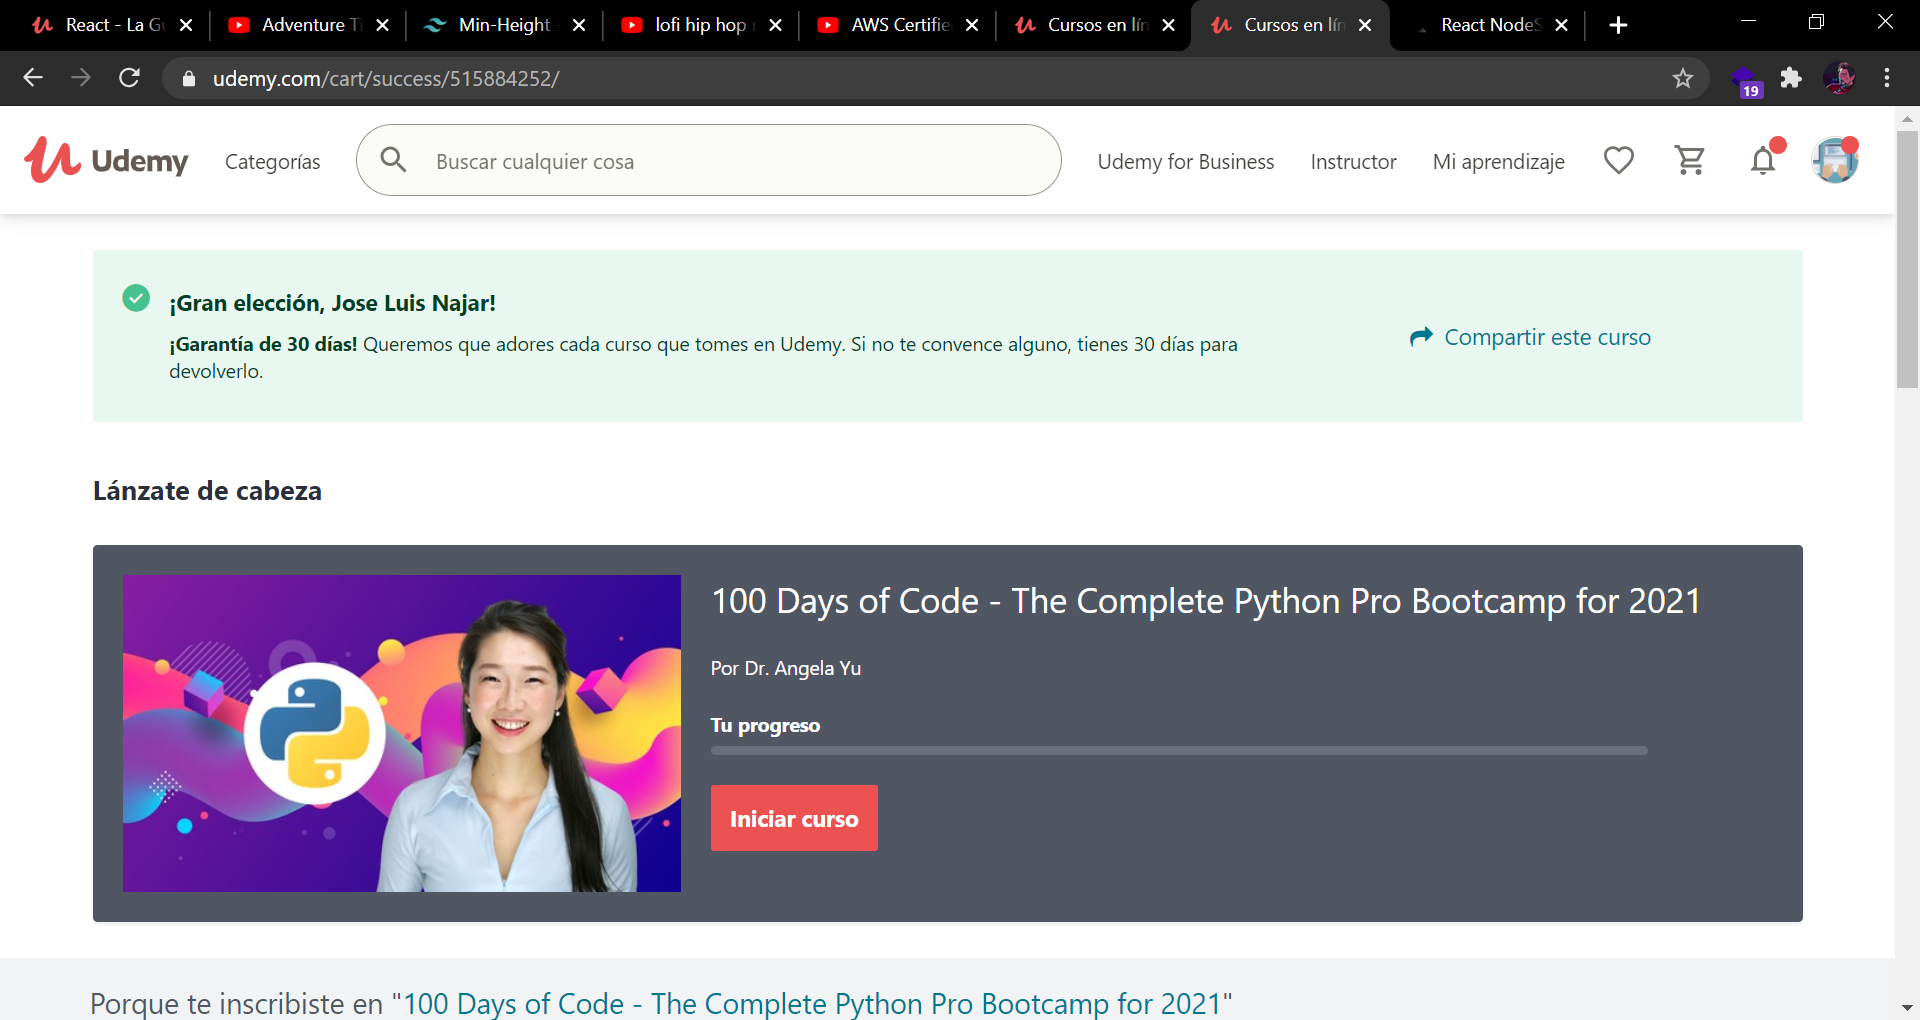 React - La Gu
Adventure Ti
Min-Height -
lofi hip hop r
AWS Certifie
Cursos en lín
Cursos en lín
React NodeS
udemy.com/cart/success/515884252/
19
Udemy
Categorías
Buscar cualquier cosa
Udemy for Business
Instructor
Mi aprendizaje
¡Gran elección, Jose Luis Najar!
¡Garantía de 30 días! Queremos que adores cada curso que tomes en Udemy. Si no te convence alguno, tienes 30 días para
devolverlo.
Compartir este curso
Lánzate de cabeza
100 Days of Code - The Complete Python Pro Bootcamp for 2021
Por Dr. Angela Yu
Tu progreso
Iniciar curso
Porque te inscribiste en "100 Days of Code - The Complete Python Pro Bootcamp for 2021"